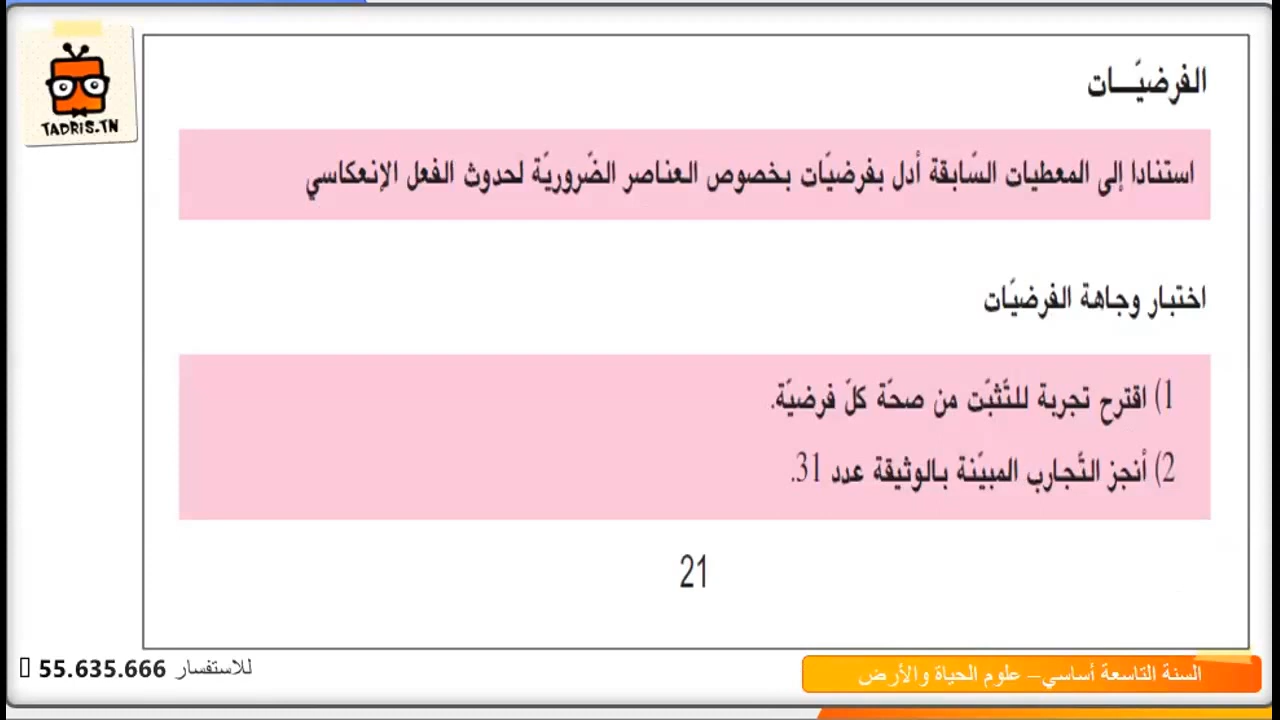 TADRIS.TN
الفرضيّـــات
استنادا إلى المعطيات السّابقة أدل بفرضيّات بخصوص العناصر الضّروريّة لحدوث الفعل الإنعكاسي
اختبار وجاهة الفرضيّات
1) اقترح تجربة للتّثبّت من صحّة كلّ فرضيّة.
2) أنجز التّجارب المبيّنة بالوثيقة عدد 31.
21
للاستفسار 55.635.666
السنة التاسعة أساسي– علوم الحياة والأرض